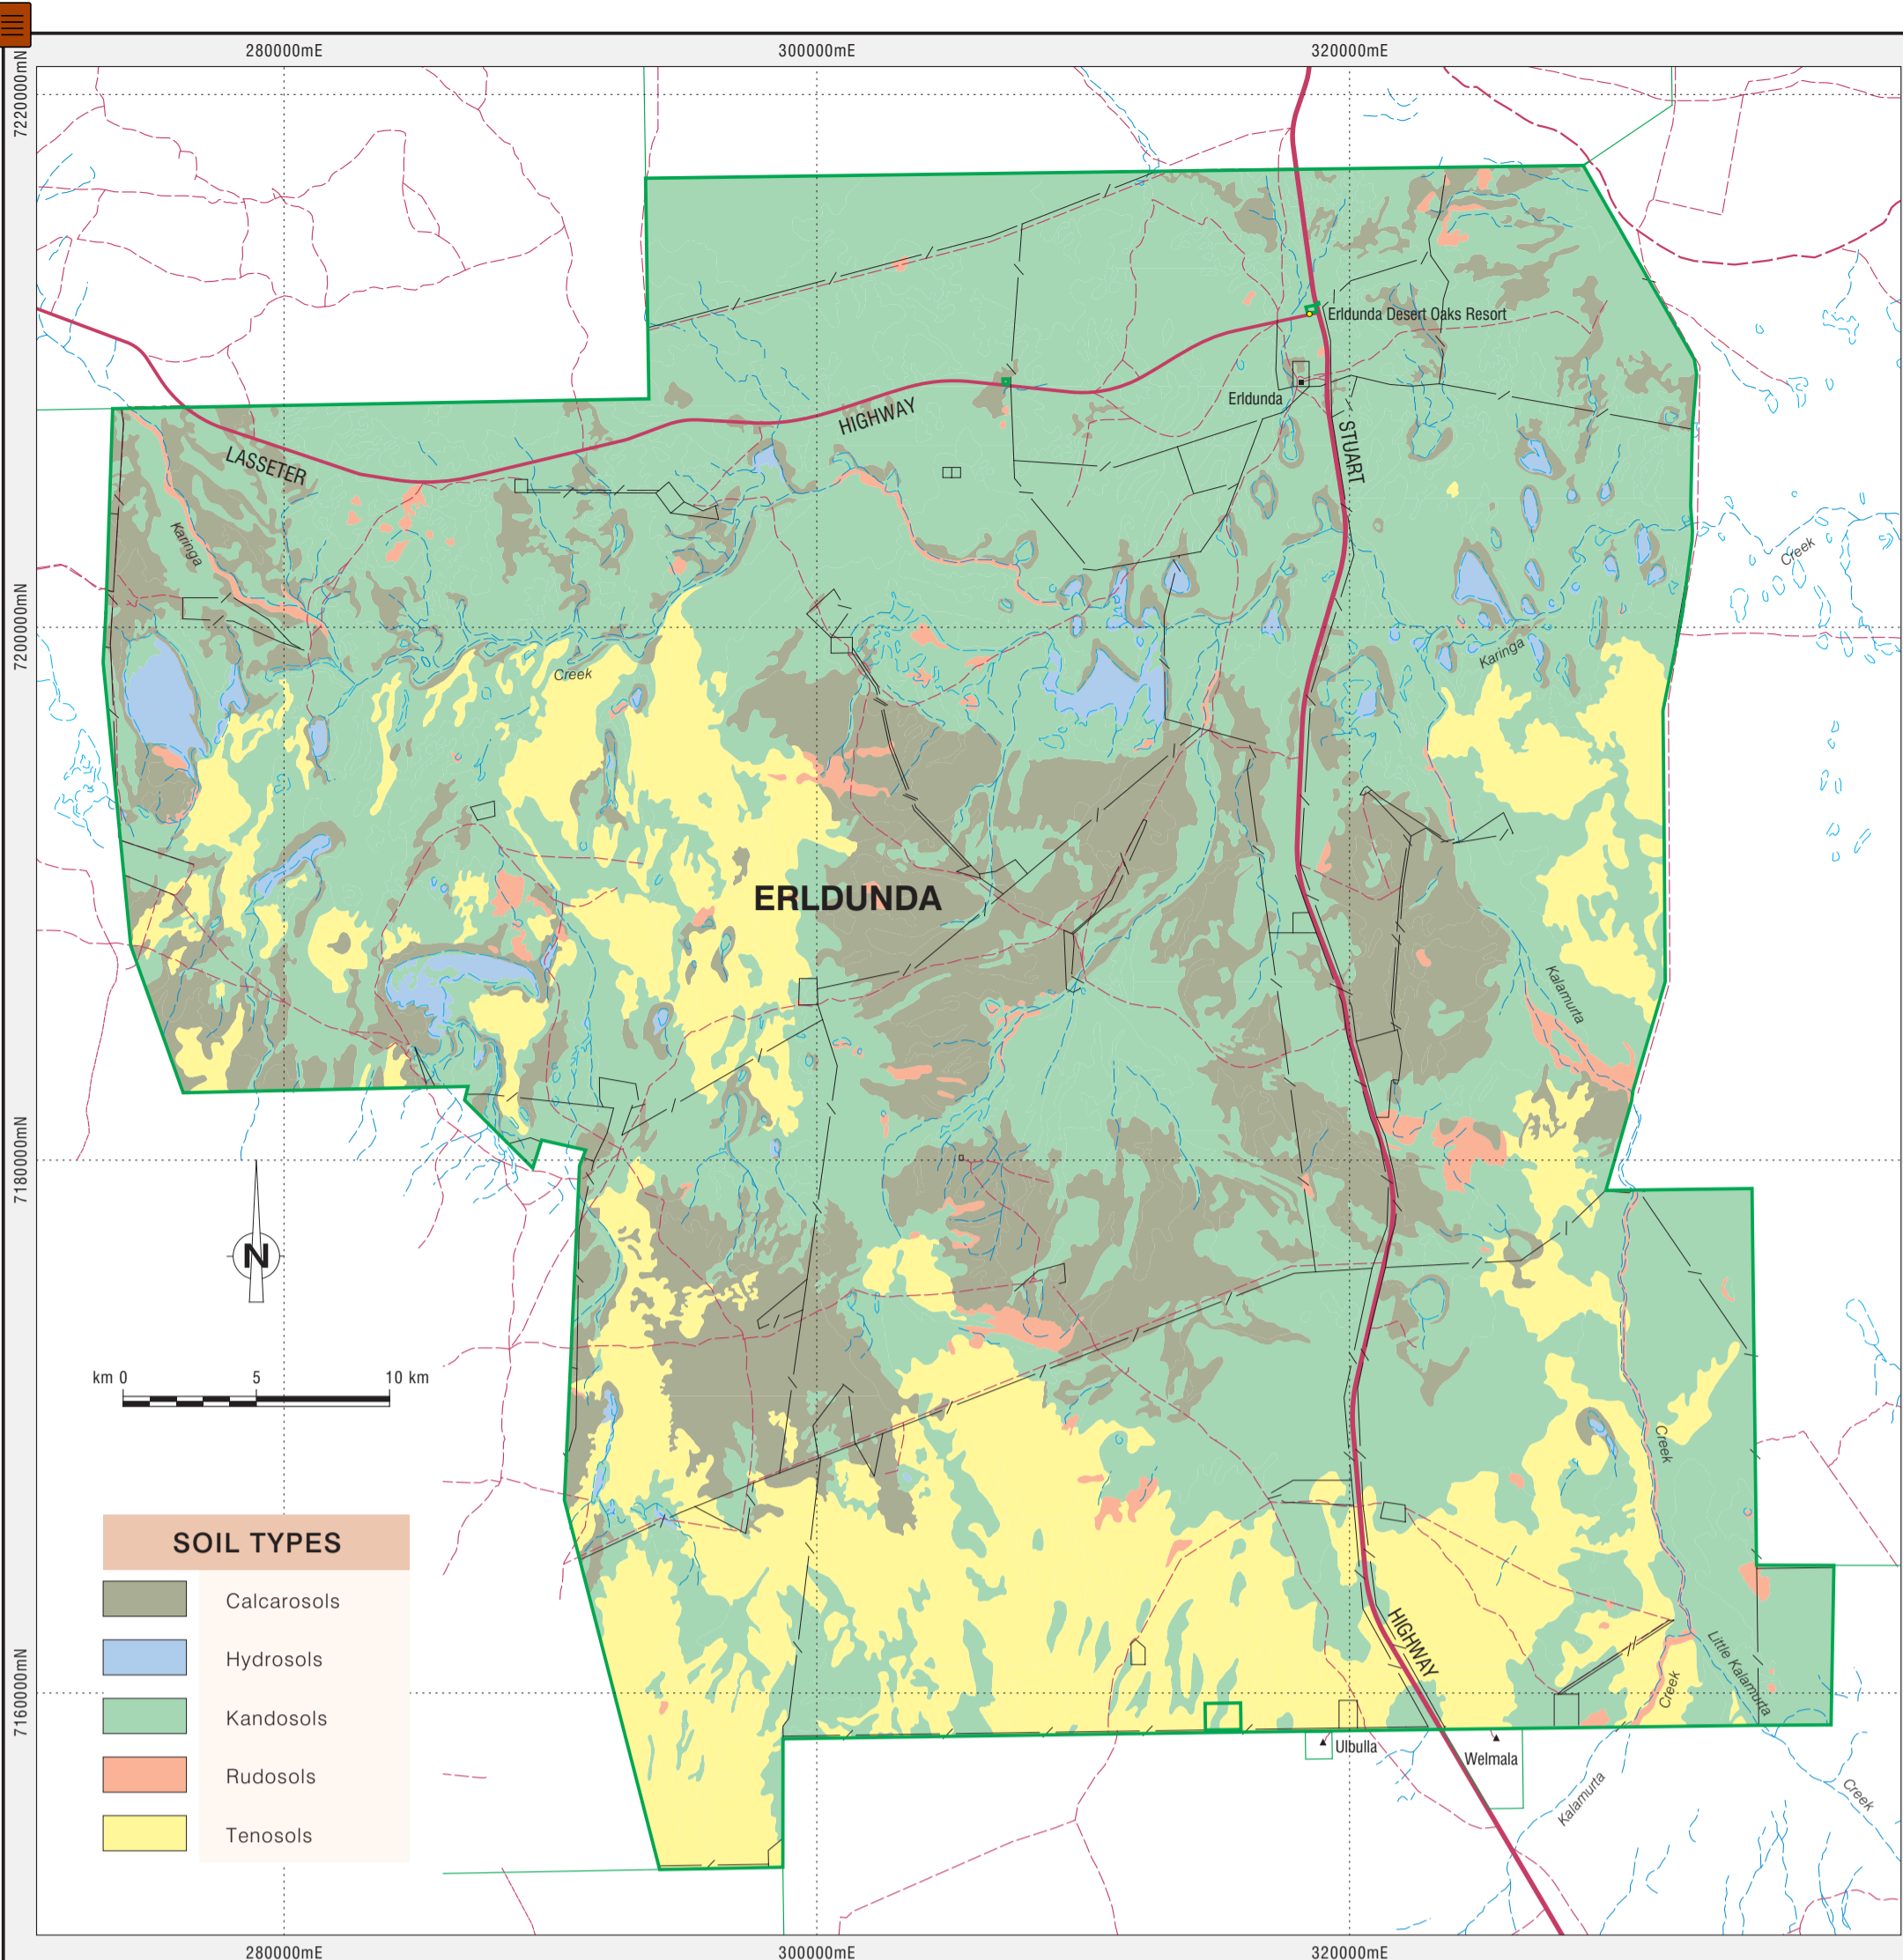 280000mE 300000mE 320000mE
7220000mN
Erldunda Desert Oaks Resort
Erldunda
HIGHWAY
STUART
LASSETER
Karinga
Creek
7200000mN
Karinga
Creek
ERLDUNDA
Kalamurta
7180000mN
N
km 0 5 10 km
Creek
SOIL TYPES
Calcarosols
Hydrosols
Kandosols
Rudosols
Tenosols
HIGHWAY
Little Kalamurta
Creek
7160000mN
Ulbulla
Welmala
Kalamurta
Creek
280000mE 300000mE 320000mE